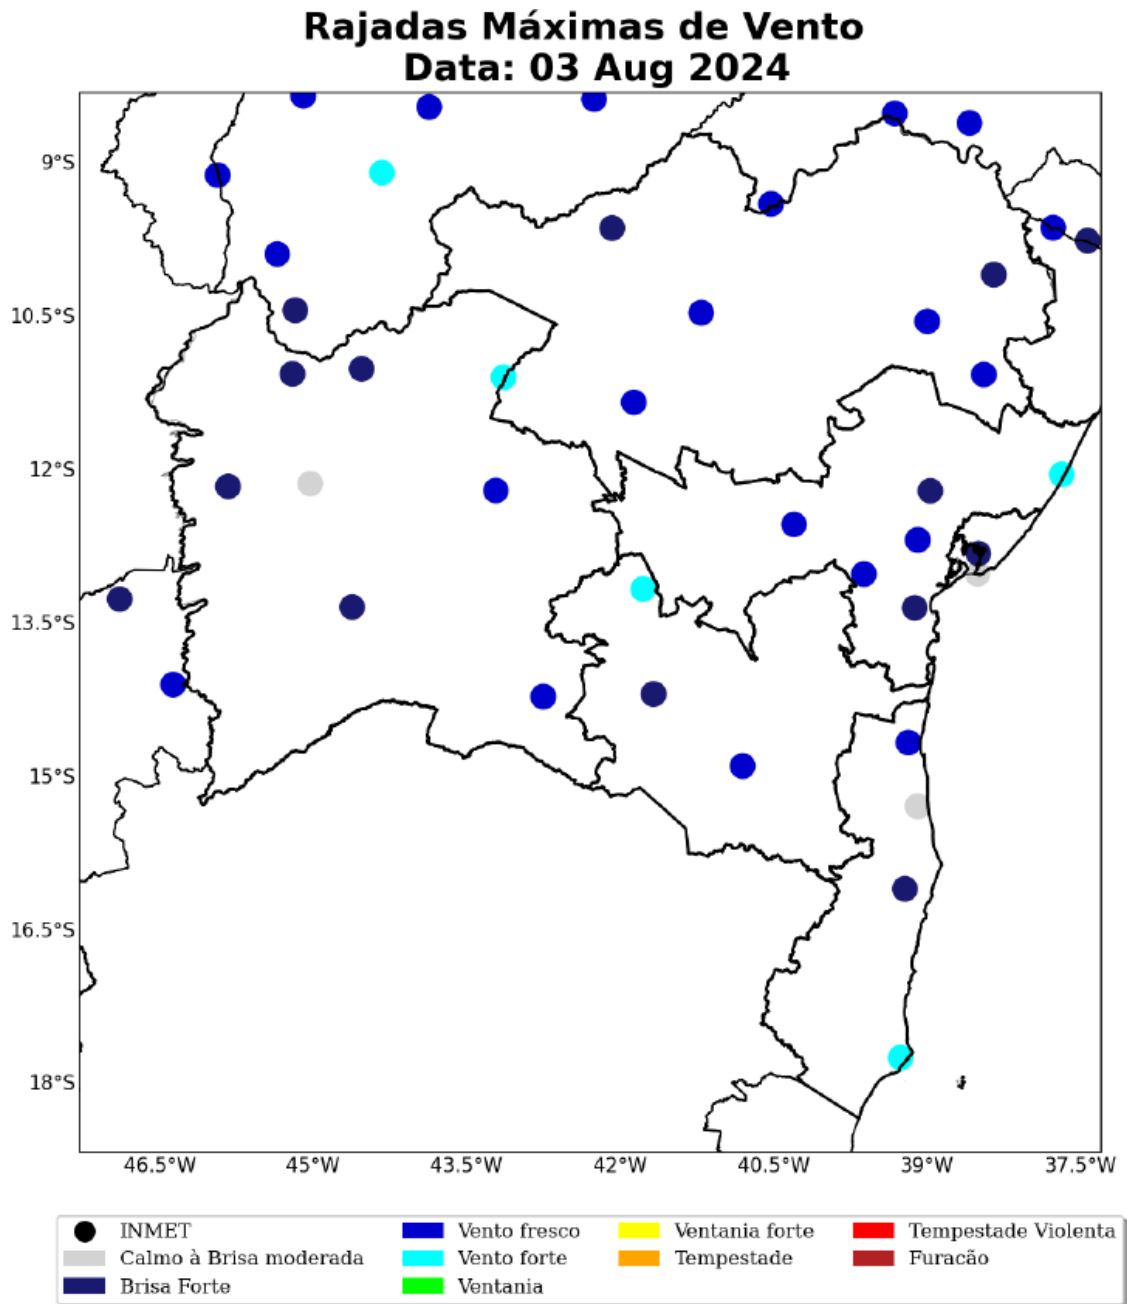 Rajadas Máximas de Vento
Data: 03 Aug 2024
9°S
10.5°S
12°S
13.5°S
15°S
16.5°S
18°S
46.5°W 45°W 43.5°W 42°W 40.5°W 39°W 37.5°W
INMET Vento fresco Ventania forte Tempestade Violenta
Calmo à Brisa moderada Vento forte Tempestade Furacão
Brisa Forte Ventania